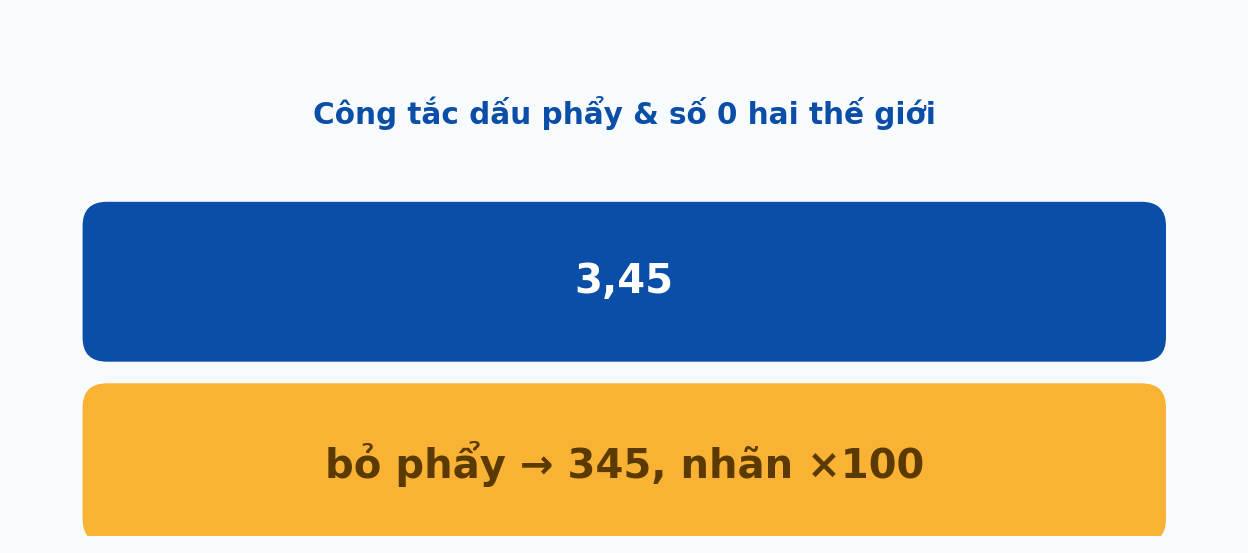 Công tắc dấu phẩy & số 0 hai thế giới
3,45
bỏ phẩy → 345, nhãn ×100